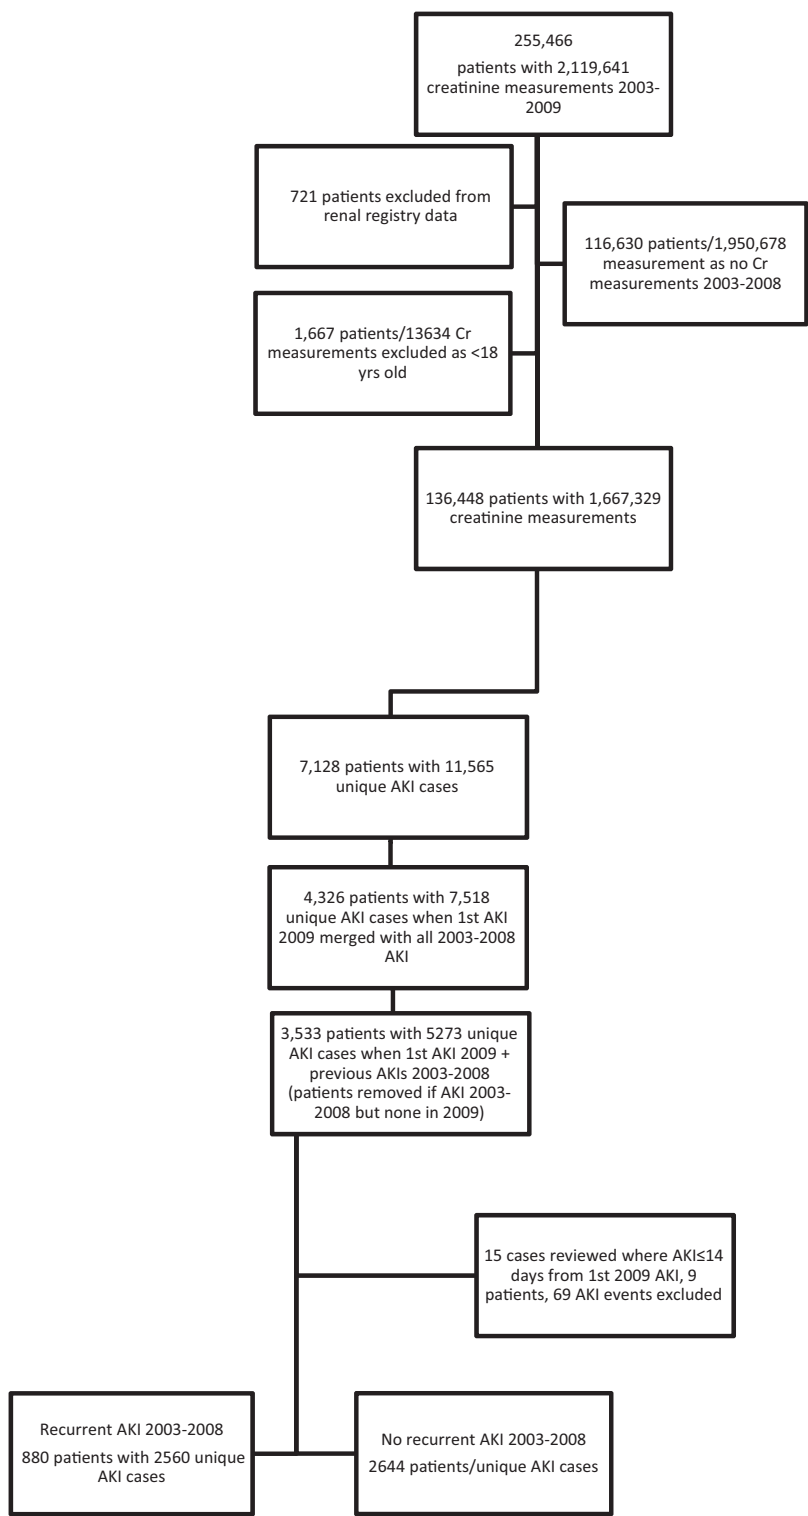 255,466
patients with 2,119,641
creatinine measurements 2003-
2009
721 patients excluded from
renal registry data
116,630 patients/1,950,678
measurement as no Cr
measurements 2003-2008
1,667 patients/13634 Cr
measurements excluded as <18
yrs old
136,448 patients with 1,667,329
creatinine measurements
7,128 patients with 11,565
unique AKI cases
4,326 patients with 7,518
unique AKI cases when 1st AKI
2009 merged with all 2003-2008
AKI
3,533 patients with 5273 unique
AKI cases when 1st AKI 2009 +
previous AKIs 2003-2008
(patients removed if AKI 2003-
2008 but none in 2009)
15 cases reviewed where AKI≤14
days from 1st 2009 AKI, 9
patients, 69 AKI events excluded
Recurrent AKI 2003-2008
880 patients with 2560 unique
AKI cases
No recurrent AKI 2003-2008
2644 patients/unique AKI cases